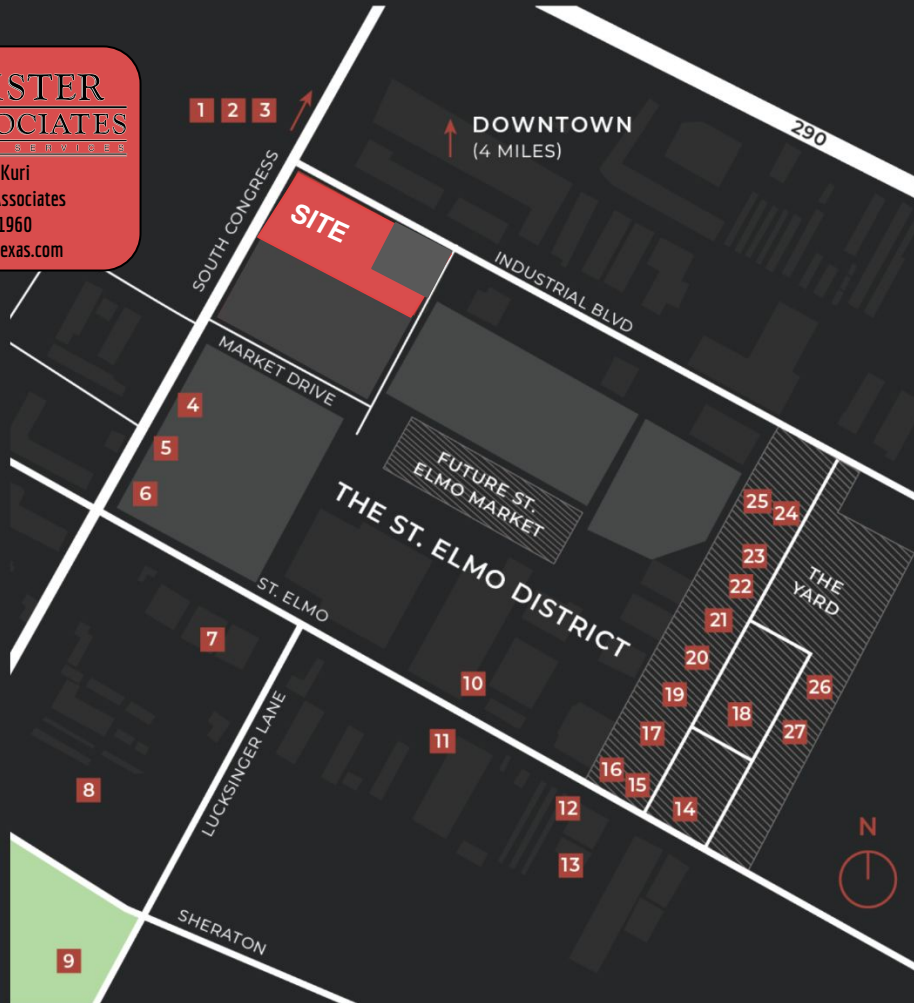 ISTER
OCIATES
SERVICES
Kuri
ssociates
1960
exas.com
1 2 3
DOWNTOWN
(4 MILES)
290
SOUTH CONGRESS
SITE
INDUSTRIAL BLVD
MARKET DRIVE
4
5
6
FUTURE ST.
ELMO MARKET
THE ST. ELMO DISTRICT
25
24
23
22
21
20
19
17
16
15
THE
YARD
26
27
18
14
ST. ELMO
7
10
11
12
13
LUCKSINGER LANE
8
9
SHERATON
N